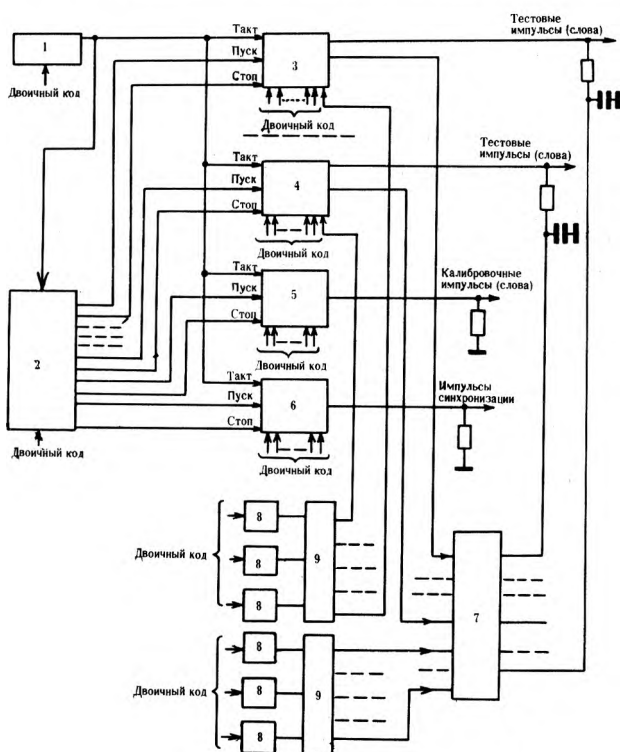 Тестовые
импульсы (слова)
1
Такт
Пуск
Стоп
3
Двоичный код
Двоичный код
Тестовые
импульсы (слова)
Такт
Пуск
Стоп
4
Двоичный код
Такт
Пуск
Стоп
5
Калибровочные
импульсы (слова)
Двоичный код
2
Такт
Пуск
Стоп
6
Импульсы
синхронизации
Двоичный код
Двоичный код
8
Двоичный код
8
9
8
7
8
Двоичный код
8
9
8